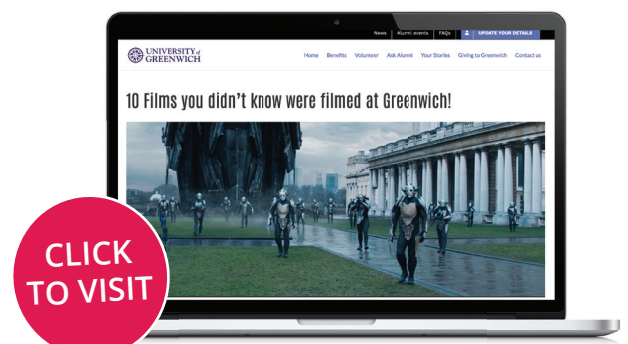 News Alumni events FAQs UPDATE YOUR DETAILS
UNIVERSITY of
GREENWICH
Home Benefits Volunteer Ask Alumni Your Stories Giving to Greenwich Contact us
10 Films you didn't know were filmed at Greenwich!
CLICK
TO VISIT